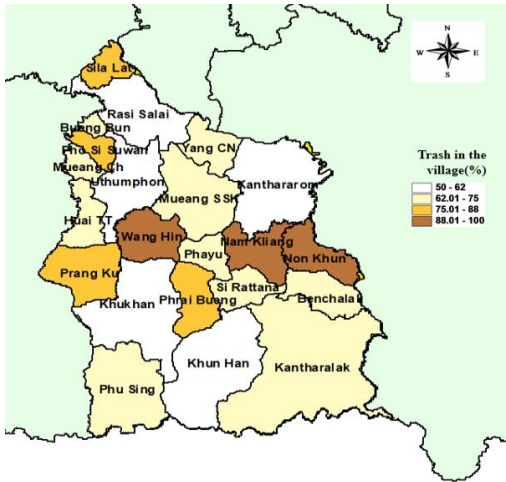 N
W E
S
Sila Lat
Rasi Salai
Bueng Bun
Pho Si Suwan
Yang CN
Mueang Ch
Uthumphon
Kanthararom
Mueang SSK
Huai TT
Wang Hin
Nam Kliang
Phayu
Non Khun
Prang Ku
Si Rattana
Benchalak
Khukhan
Phrai Bueng
Khun Han
Kantharalak
Phu Sing
Trash in the
village(%)
50 - 62
62.01 - 75
75.01 - 88
88.01 - 100